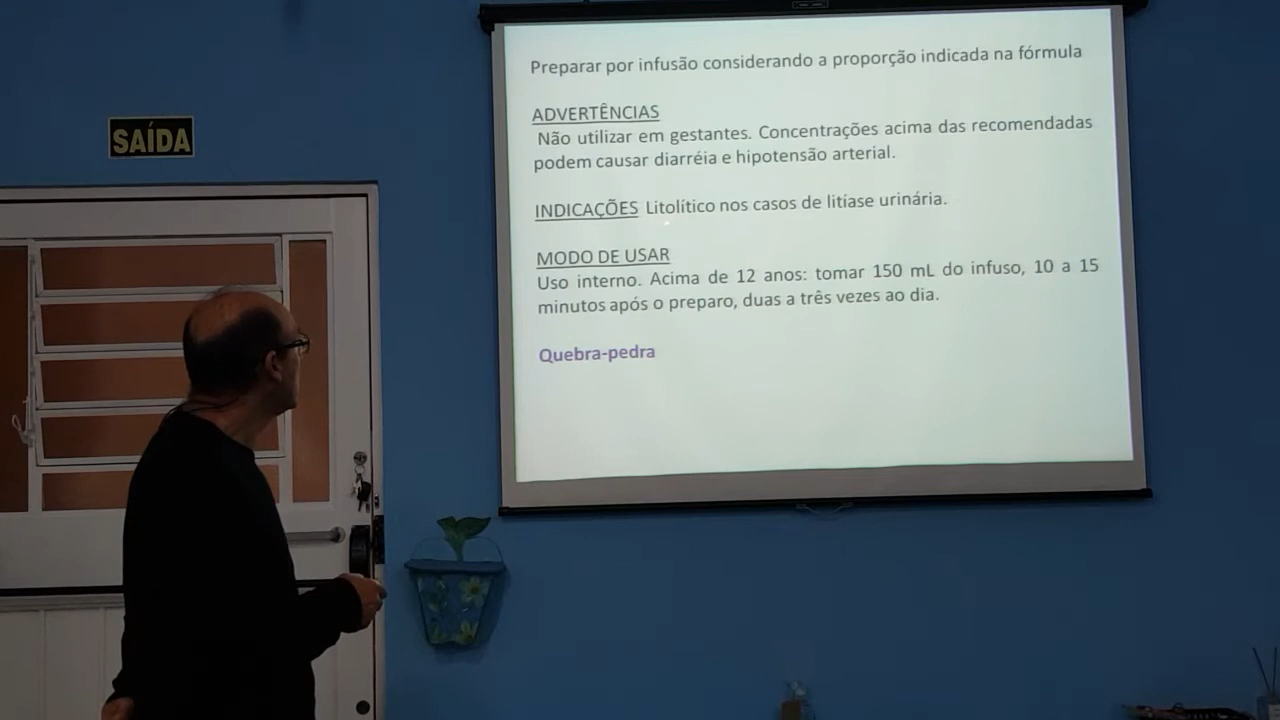 SAÍDA
Preparar por infusão considerando a proporção indicada na fórmula
ADVERTÊNCIAS
Não utilizar em gestantes. Concentrações acima das recomendadas
podem causar diarréia e hipotensão arterial.
INDICAÇÕES Litolítico nos casos de litíase urinária.
MODO DE USAR
Uso interno. Acima de 12 anos: tomar 150 mL do infuso, 10 a 15
minutos após o preparo, duas a três vezes ao dia.
Quebra-pedra